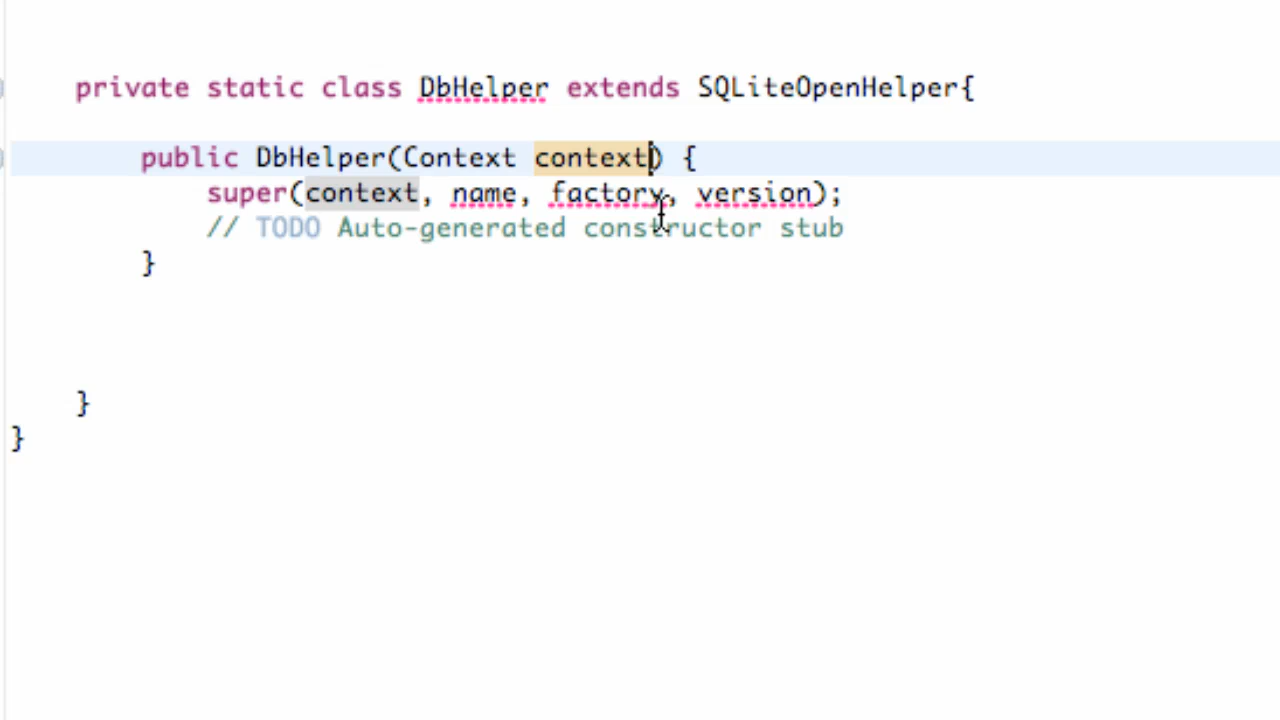 private static class DbHelper extends SQLiteOpenHelper{
public DbHelper(Context context) {
super(context, name, factory, version);
// TODO Auto-generated constructor stub
}
}
}